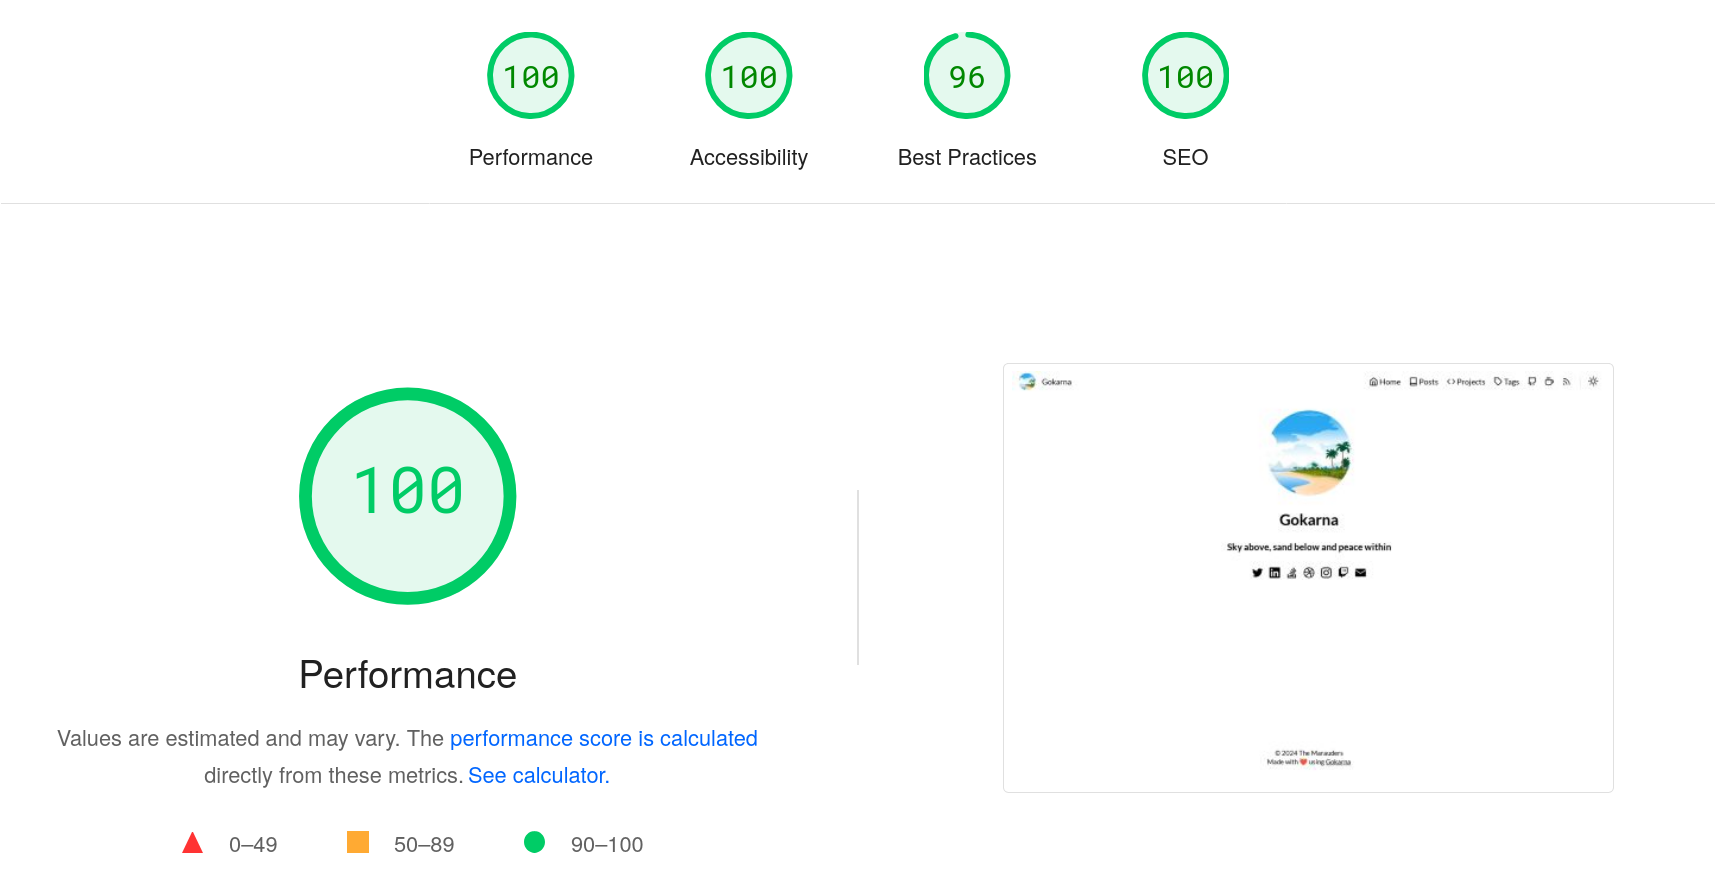 100 100 96 100
Performance Accessibility Best Practices SEO
100
Performance
Values are estimated and may vary. The performance score is calculated
directly from these metrics. See calculator.
0–49 50–89 90–100
Gokarna Home Posts Projects Tags
Gokarna
Sky above, sand below and peace within
© 2024 The Marauders
Made with ❤️ using Gokarna